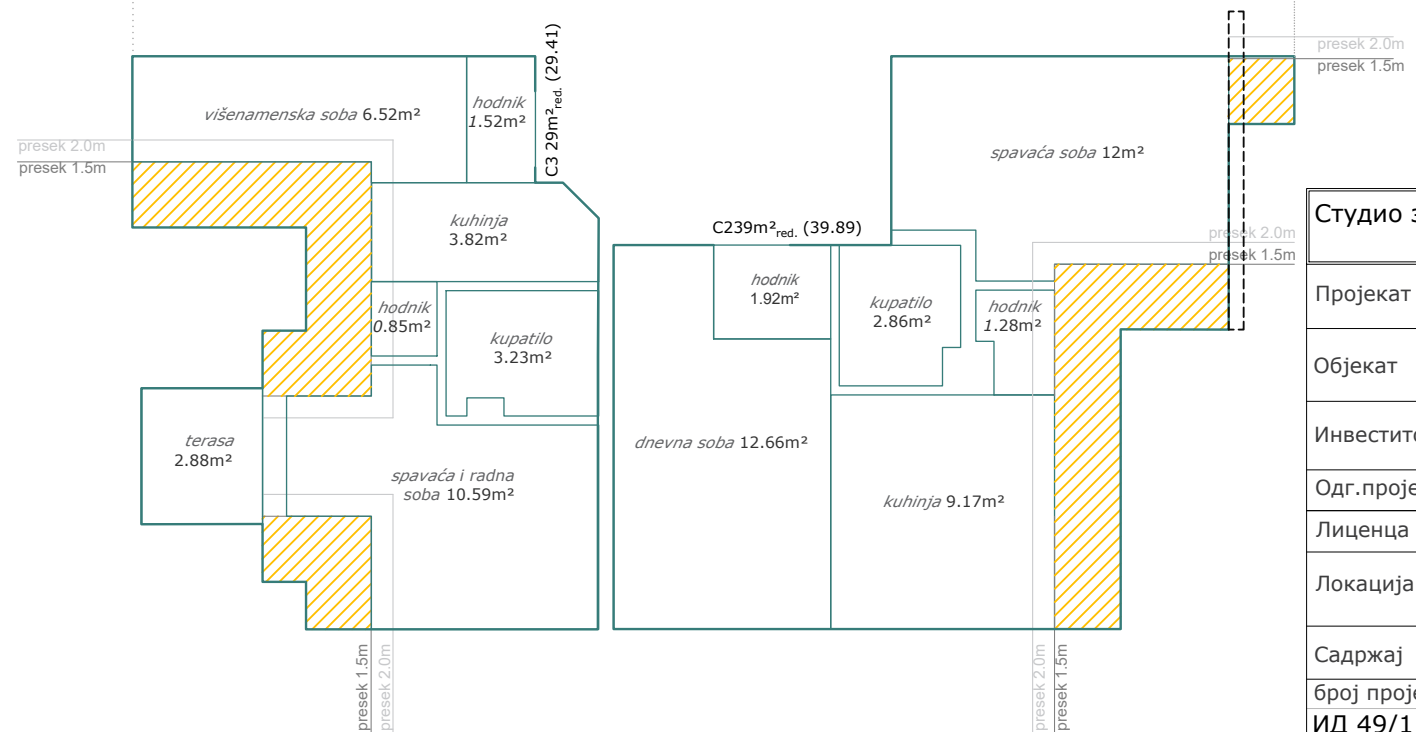 presek 2.0m
presek 1.5m
višenamenska soba 6.52m²
hodnik
1.52m²
C3 29m²red. (29.41)
presek 2.0m
presek 1.5m
kuhinja
3.82m²
hodnik
0.85m²
kupatilo
3.23m²
terasa
2.88m²
spavaća i radna
soba 10.59m²
presek 1.5m
presek 2.0m
spavaća soba 12m²
C239m²red. (39.89)
presek 2.0m
presek 1.5m
hodnik
1.92m²
kupatilo
2.86m²
hodnik
1.28m²
dnevna soba 12.66m²
kuhinja 9.17m²
presek 2.0m
presek 1.5m
Студио з
Пројекат
Објекат
Инвестито
Одг.проје
Лиценца
Локација
Садржај
број проје
ИД 49/1